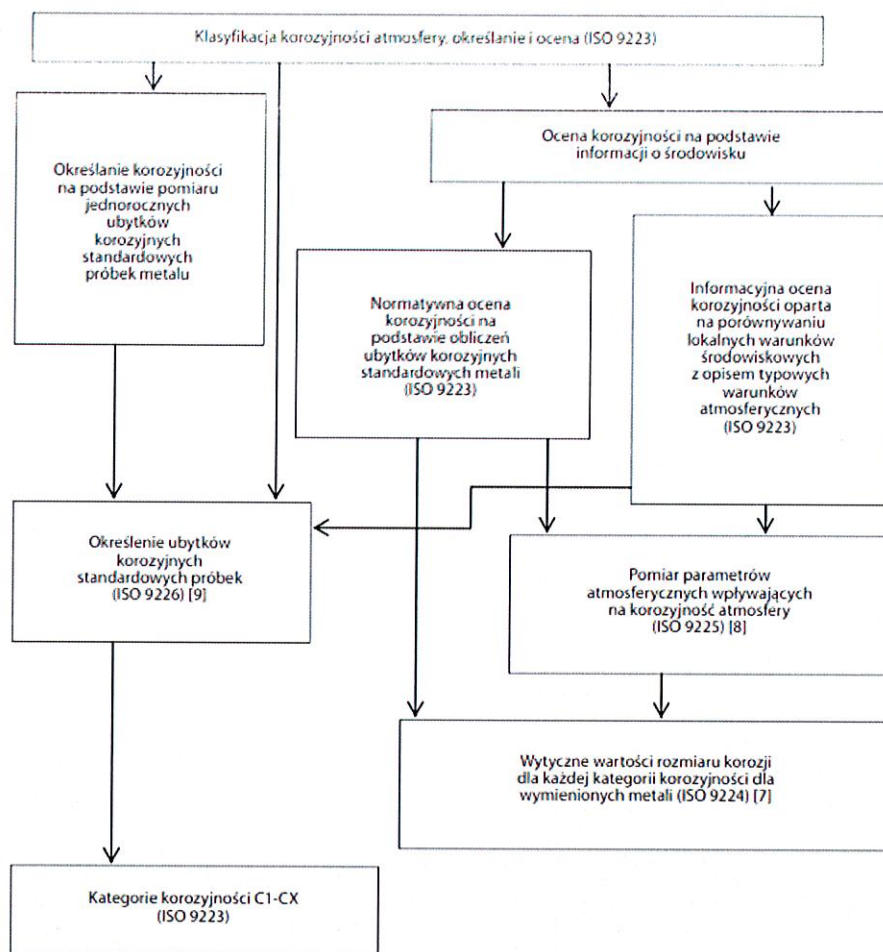 Klasyfikacja korozyjności atmosfery, określanie i ocena (ISO 9223)
Ocena korozyjności na podstawie
informacji o środowisku
Określanie korozyjności
na podstawie pomiaru
jednorocznych
ubytków
korozyjnych
standardowych
próbek metalu
Normatywna ocena
korozyjności na
podstawie obliczeń
ubytków korozyjnych
standardowych metali
(ISO 9223)
Informacyjna ocena
korozyjności oparta
na porównywaniu
lokalnych warunków
środowiskowych
z opisem typowych
warunków
atmosferycznych
(ISO 9223)
Określenie ubytków
korozyjnych
standardowych próbek
(ISO 9226) [9]
Pomiar parametrów
atmosferycznych wpływających
na korozyjność atmosfery
(ISO 9225) [8]
Wytyczne wartości rozmiaru korozji
dla każdej kategorii korozyjności dla
wymienionych metali (ISO 9224) [7]
Kategorie korozyjności C1-CX
(ISO 9223)